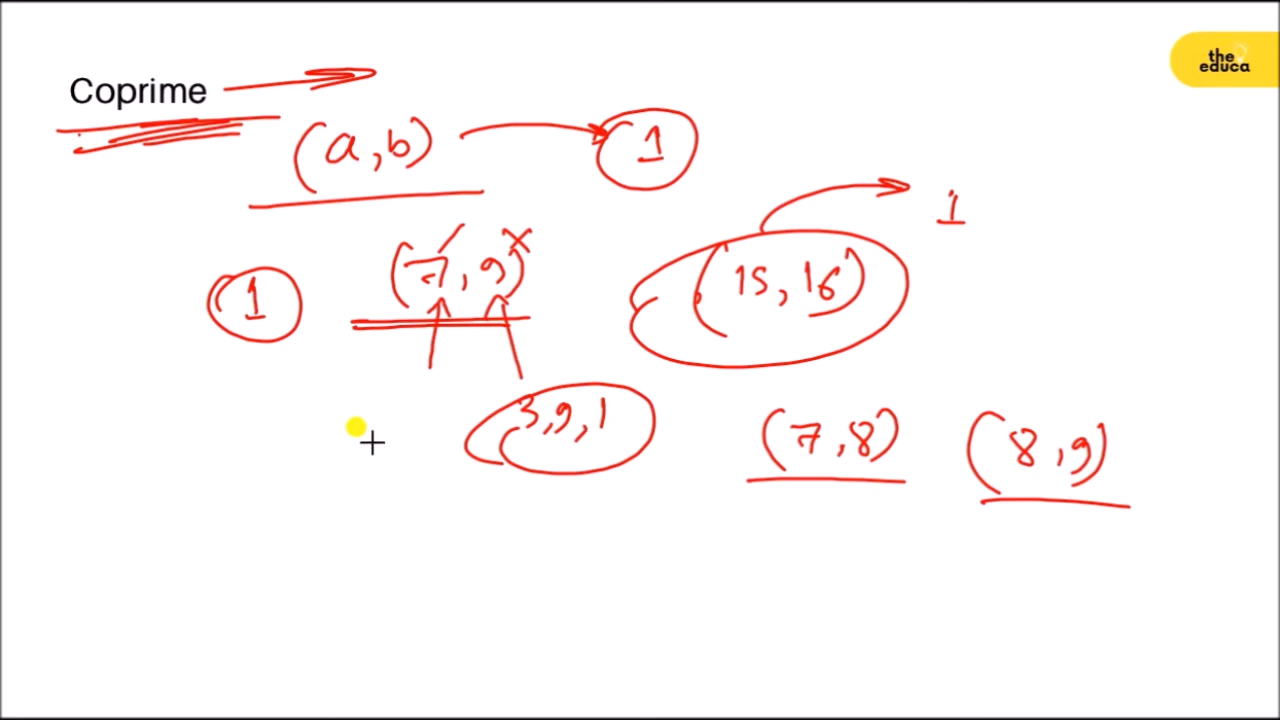 the
educa
Coprime
(a,b) 1
1
(7,9)
(15,16)
1
3,9,1
(7,8) (8,9)